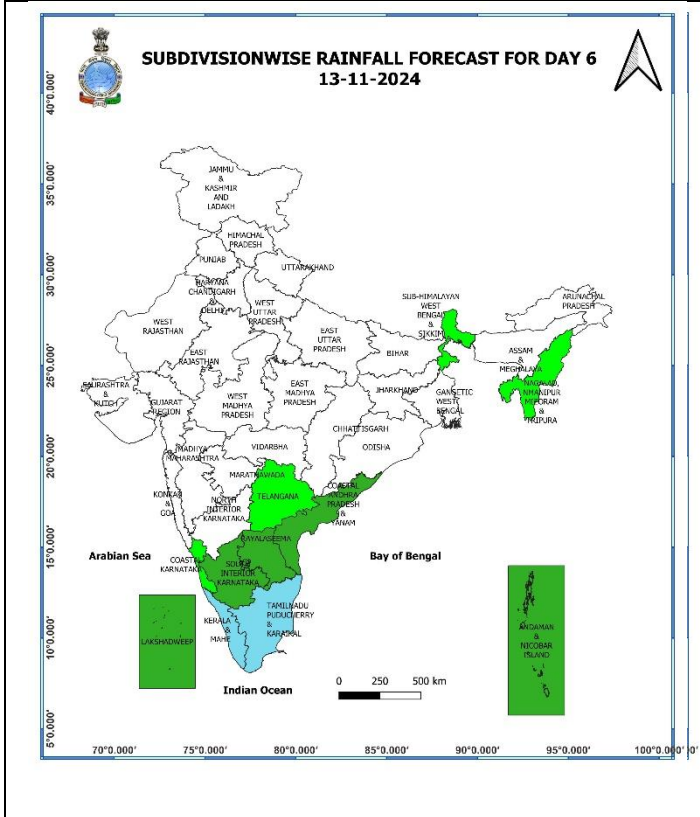 SUBDIVISIONWISE RAINFALL FORECAST FOR DAY 6
13-11-2024
40°0.000'
35°0.000'
30°0.000'
25°0.000'
20°0.000'
15°0.000'
10°0.000'
5°0.000'
JAMMU
&
KASHMIR
AND
LADAKH
HIMACHAL
PRADESH
PUNJAB
UTTARAKHAND
HARYANA
CHANDIGARH
&
DELHI
WEST
RAJASTHAN
WEST
UTTAR
PRADESH
EAST
RAJASTHAN
EAST
UTTAR
PRADESH
SUB-HIMALAYAN
WEST
BENGAL
&
SIKKIM
ARUNACHAL
PRADESH
BIHAR
ASSAM
&
MEGHALAYA
NAGALAND,
MANIPUR
MIZORAM
&
TRIPURA
SAURASHTRA
&
KUTCH
GUJARAT
REGION
WEST
MADHYA
PRADESH
EAST
MADHYA
PRADESH
JHARKHAND
GANGETIC
WEST
BENGAL
CHHATTISGARH
ODISHA
MADHYA
MAHARASHTRA
VIDARBHA
MARATHAWADA
KONKAN
&
GOA
NORTH
INTERIOR
KARNATAKA
TELANGANA
COASTAL
ANDHRA
PRADESH
&
YANAM
RAYALASEEMA
Arabian Sea
Bay of Bengal
COASTAL
KARNATAKA
SOUTH
INTERIOR
KARNATAKA
KERALA
&
MAHE
TAMILNADU
PUDUCHERRY
&
KARAIKAL
LAKSHADWEEP
ANDAMAN
&
NICOBAR
ISLAND
Indian Ocean
0 250 500 km
70°0.000' 75°0.000' 80°0.000' 85°0.000' 90°0.000' 95°0.000' 100°0.000'